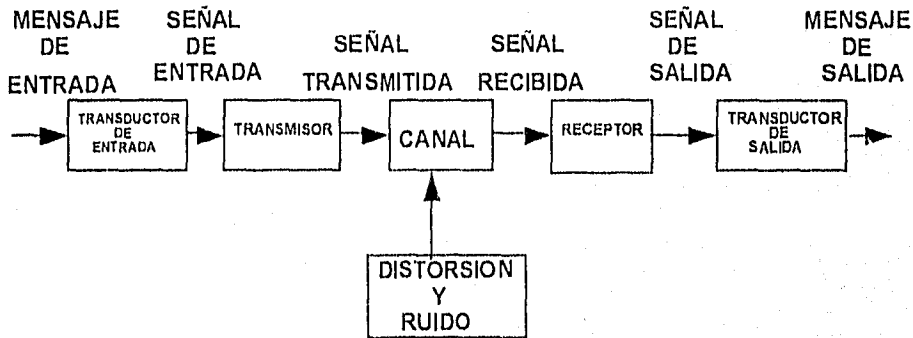 MENSAJE
DE
ENTRADA
SEÑAL
DE
ENTRADA
SEÑAL
TRANSMITIDA
SEÑAL
RECIBIDA
SEÑAL
DE
SALIDA
MENSAJE
DE
SALIDA
TRANSDUCTOR
DE
ENTRADA
TRANSMISOR
CANAL
RECEPTOR
TRANSDUCTOR
DE
SALIDA
DISTORSION
Y
RUIDO